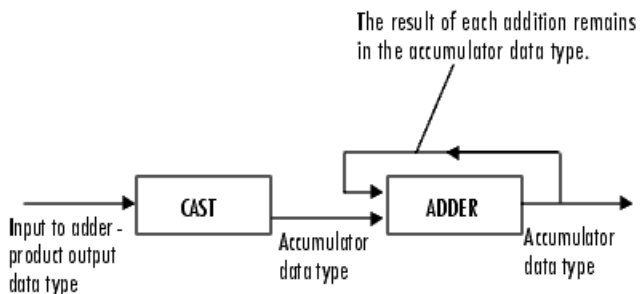 The result of each addition remains
in the accumulator data type.
CAST
ADDER
Input to adder -
product output
data type
Accumulator
data type
Accumulator
data type